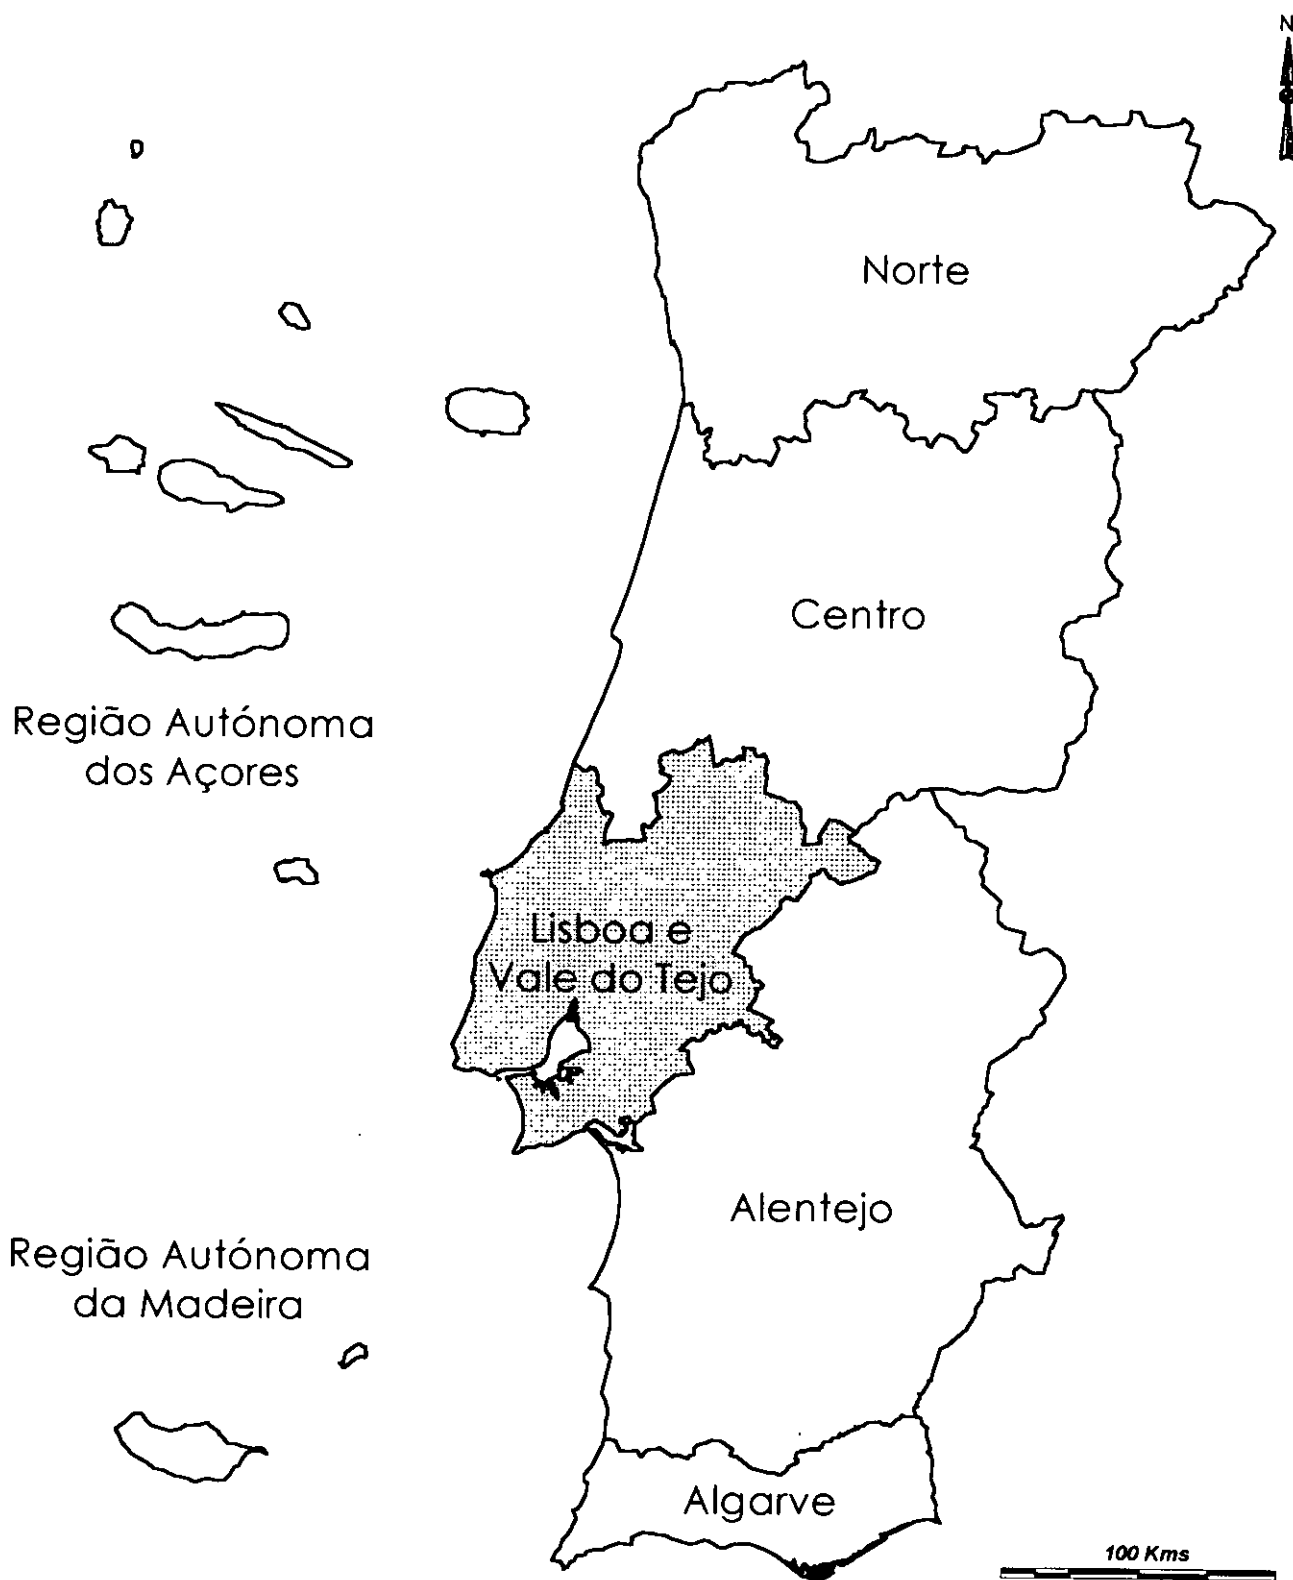 N
Norte
Centro
Região Autónoma
dos Açores
Lisboa e
Vale do Tejo
Alentejo
Região Autónoma
da Madeira
Algarve
100 Kms